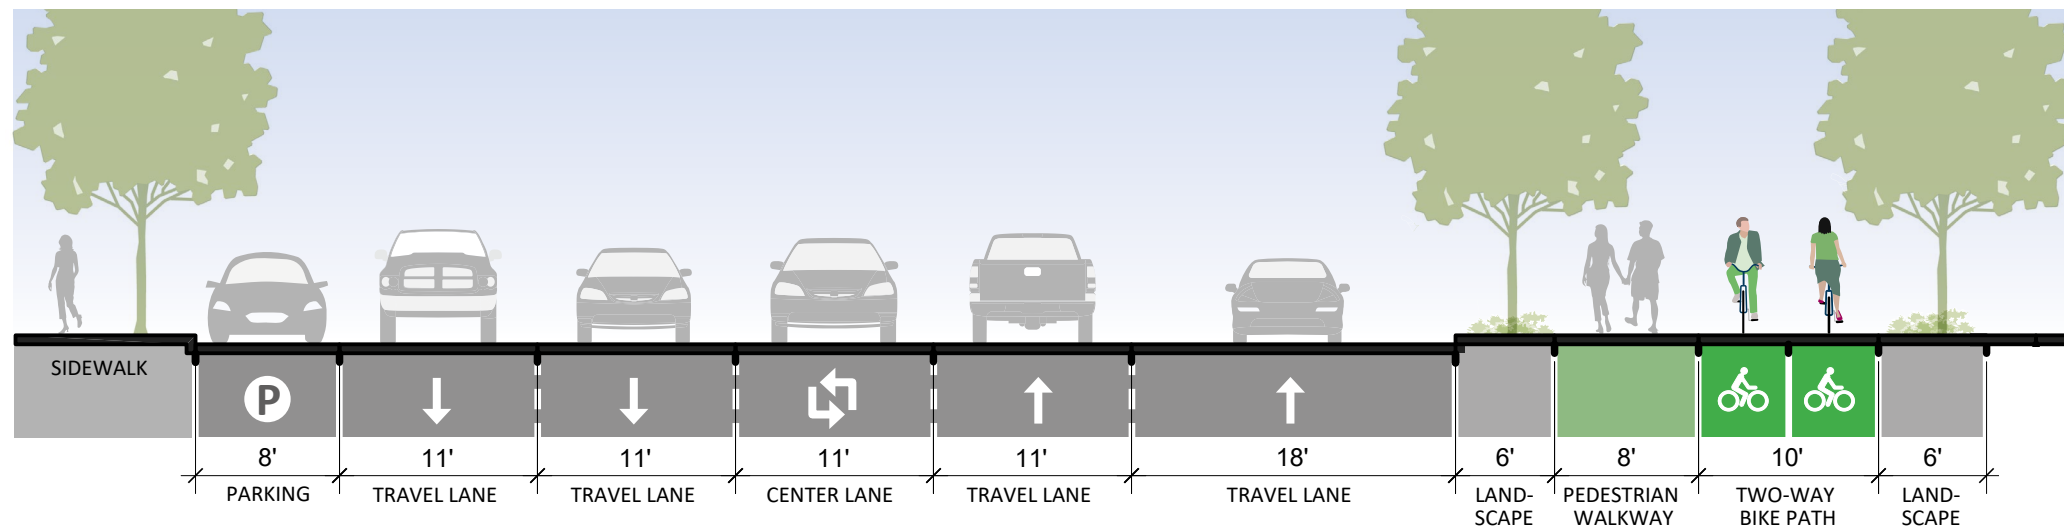 SIDEWALK
P
8' 11' 11' 11' 11' 18' 6' 8' 10' 6'
PARKING TRAVEL LANE TRAVEL LANE CENTER LANE TRAVEL LANE TRAVEL LANE LAND- PEDESTRIAN TWO-WAY LAND-
SCAPE WALKWAY BIKE PATH SCAPE